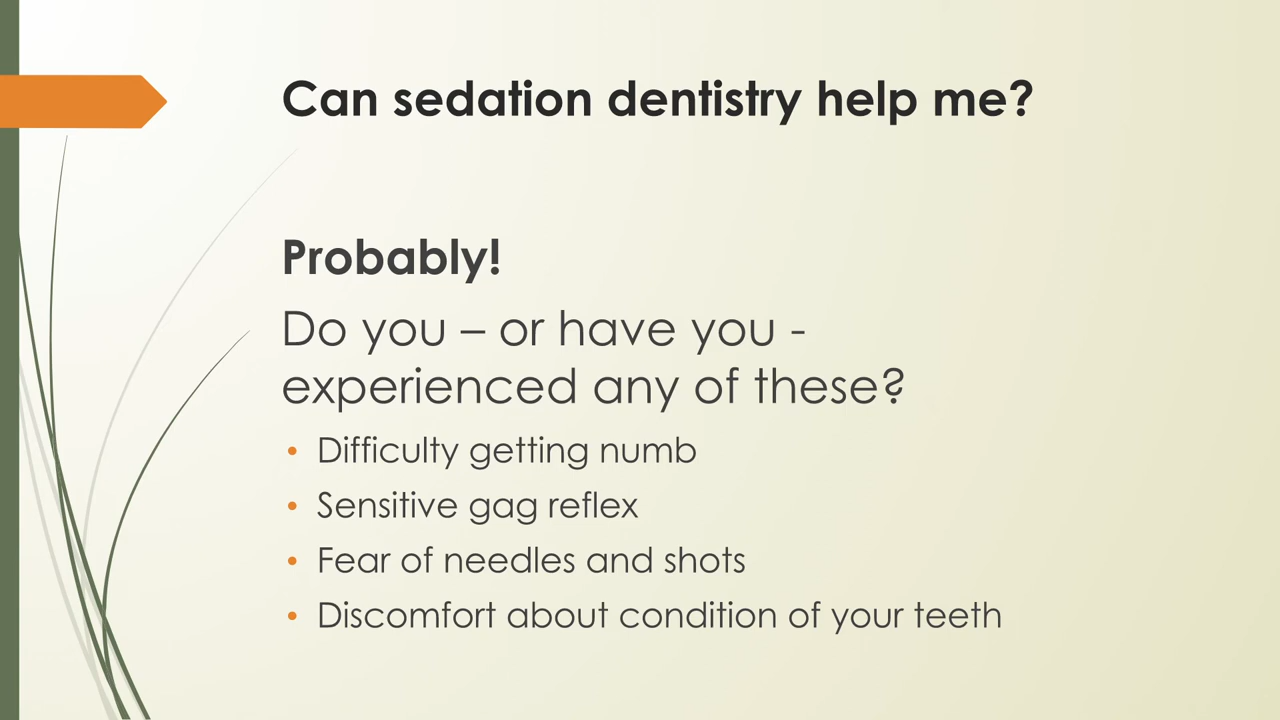 Can sedation dentistry help me?
Probably!
Do you – or have you -
experienced any of these?
• Difficulty getting numb
• Sensitive gag reflex
• Fear of needles and shots
• Discomfort about condition of your teeth